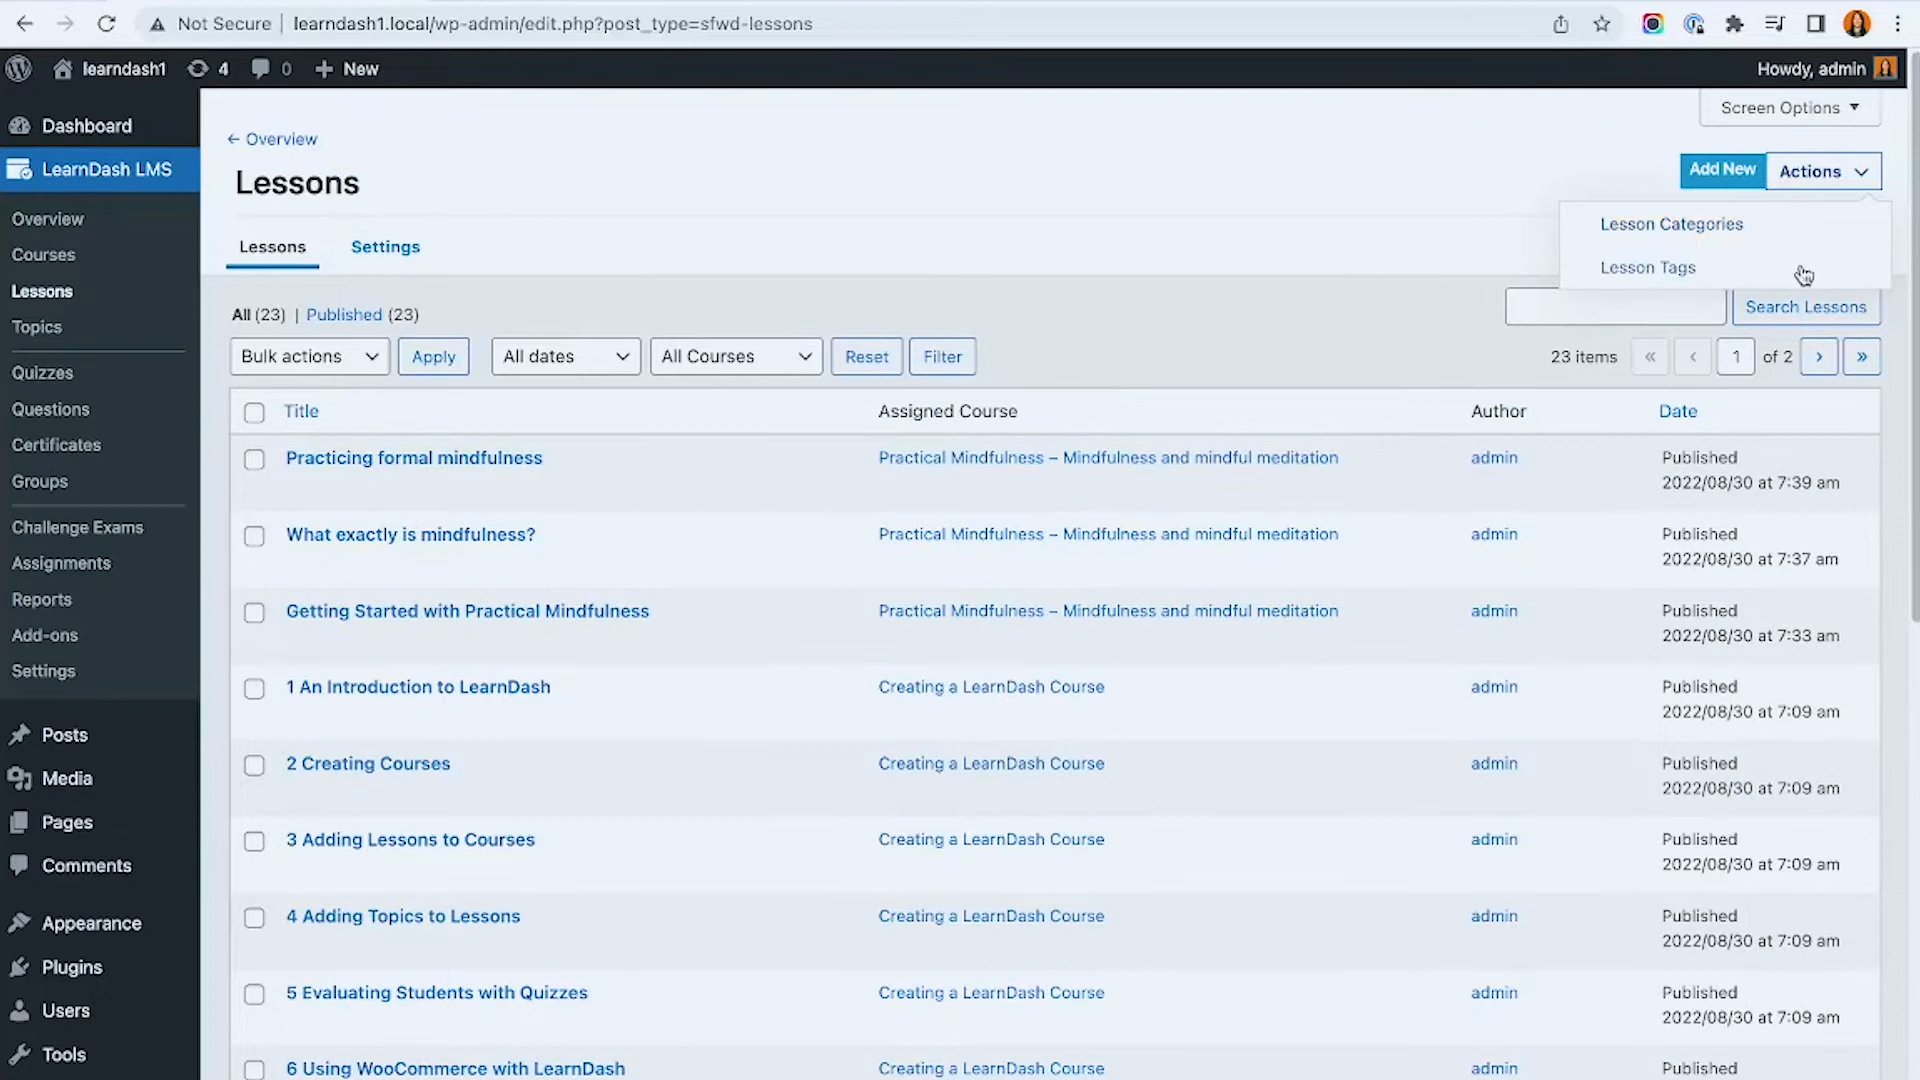 Not Secure learndash1.local/wp-admin/edit.php?post_type=sfwd-lessons
learndash1 4 0 New Howdy, admin
Screen Options
Dashboard
LearnDash LMS
Overview
Courses
Lessons
Topics
Quizzes
Questions
Certificates
Groups
Challenge Exams
Assignments
Reports
Add-ons
Settings
Posts
Media
Pages
Comments
Appearance
Plugins
Users
Tools
← Overview
Lessons
Add New Actions
Lesson Categories
Lesson Tags
Lessons Settings
All (23) | Published (23)
Search Lessons
Bulk actions Apply All dates All Courses Reset Filter 23 items « ‹ 1 of 2 › »
Title Assigned Course Author Date
Practicing formal mindfulness Practical Mindfulness – Mindfulness and mindful meditation admin Published
2022/08/30 at 7:39 am
What exactly is mindfulness? Practical Mindfulness – Mindfulness and mindful meditation admin Published
2022/08/30 at 7:37 am
Getting Started with Practical Mindfulness Practical Mindfulness – Mindfulness and mindful meditation admin Published
2022/08/30 at 7:33 am
1 An Introduction to LearnDash Creating a LearnDash Course admin Published
2022/08/30 at 7:09 am
2 Creating Courses Creating a LearnDash Course admin Published
2022/08/30 at 7:09 am
3 Adding Lessons to Courses Creating a LearnDash Course admin Published
2022/08/30 at 7:09 am
4 Adding Topics to Lessons Creating a LearnDash Course admin Published
2022/08/30 at 7:09 am
5 Evaluating Students with Quizzes Creating a LearnDash Course admin Published
2022/08/30 at 7:09 am
6 Using WooCommerce with LearnDash Creating a LearnDash Course admin Published